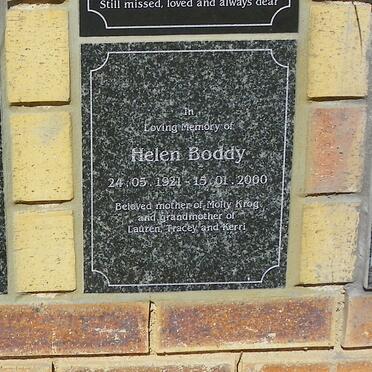 Still missed, loved and always dear
In
Loving Memory of
Helen Boddy
24.05.1921 - 15.01.2000
Beloved mother of Molly Krog
and grandmother of
Lauren, Tracey and Kerri